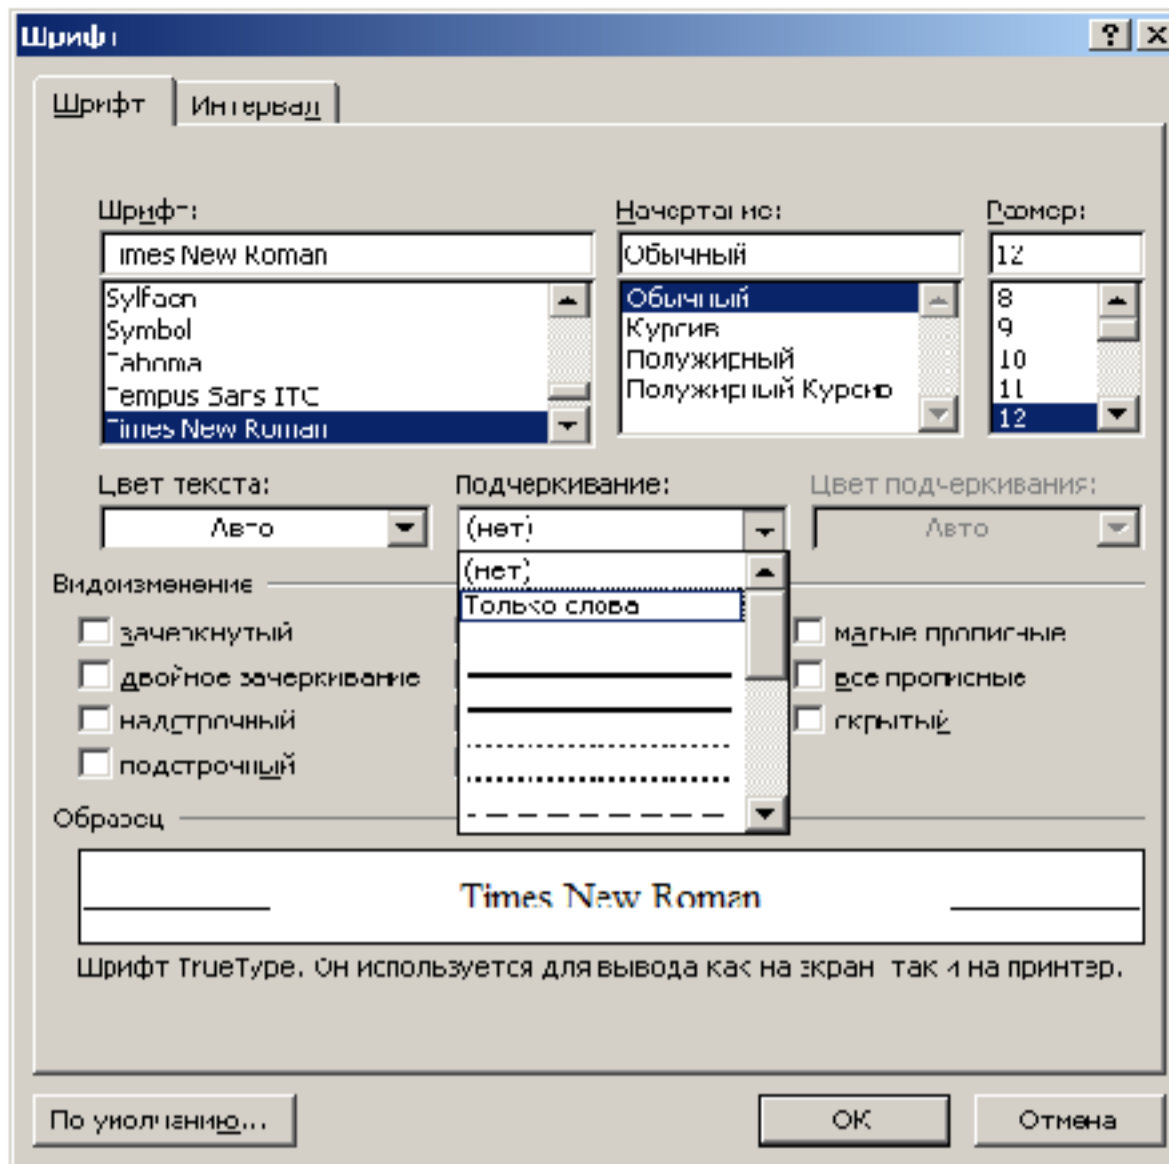 Шрифт
Шрифт Интервал
Шрифт: Начертание: Размер:
Times New Roman Обычный 12
Sylfaen Обычный 8
Symbol Курсив 9
Tahoma Полужирный 10
Tempus Sans ITC Полужирный Курсив 11
Times New Roman 12
Цвет текста: Подчеркивание: Цвет подчеркивания:
Авто (нет) Авто
(нет)
Видоизменение
Только слова
зачеркнутый малые прописные
двойное зачеркивание все прописные
надстрочный скрытый
подстрочный
Образец
Times New Roman
Шрифт TrueType. Он используется для вывода как на экран, так и на принтер.
По умолчанию... ОК Отмена